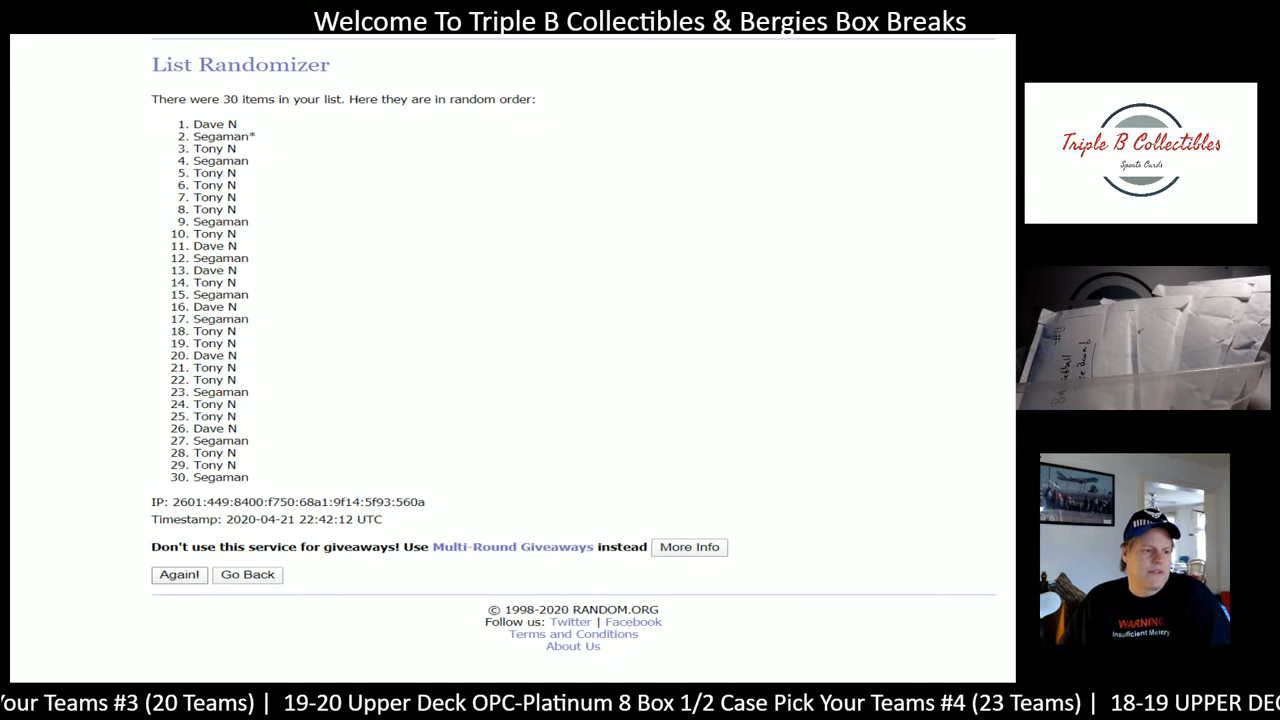 Welcome To Triple B Collectibles & Bergies Box Breaks
List Randomizer
There were 30 items in your list. Here they are in random order:
1. Dave N
2. Segaman*
3. Tony N
4. Segaman
5. Tony N
6. Tony N
7. Tony N
8. Tony N
9. Segaman
10. Tony N
11. Dave N
12. Segaman
13. Dave N
14. Tony N
15. Segaman
16. Dave N
17. Segaman
18. Tony N
19. Tony N
20. Dave N
21. Tony N
22. Tony N
23. Segaman
24. Tony N
25. Tony N
26. Dave N
27. Segaman
28. Tony N
29. Tony N
30. Segaman
IP: 2601:449:8400:f750:68a1:9f14:5f93:560a
Timestamp: 2020-04-21 22:42:12 UTC
Don't use this service for giveaways! Use Multi-Round Giveaways instead More Info
Again! Go Back
© 1998-2020 RANDOM.ORG
Follow us: Twitter | Facebook
Terms and Conditions
About Us
Triple B Collectibles
Sports Cards
WARNING
Insufficient Memory
Your Teams #3 (20 Teams) | 19-20 Upper Deck OPC-Platinum 8 Box 1/2 Case Pick Your Teams #4 (23 Teams) | 18-19 UPPER DEC